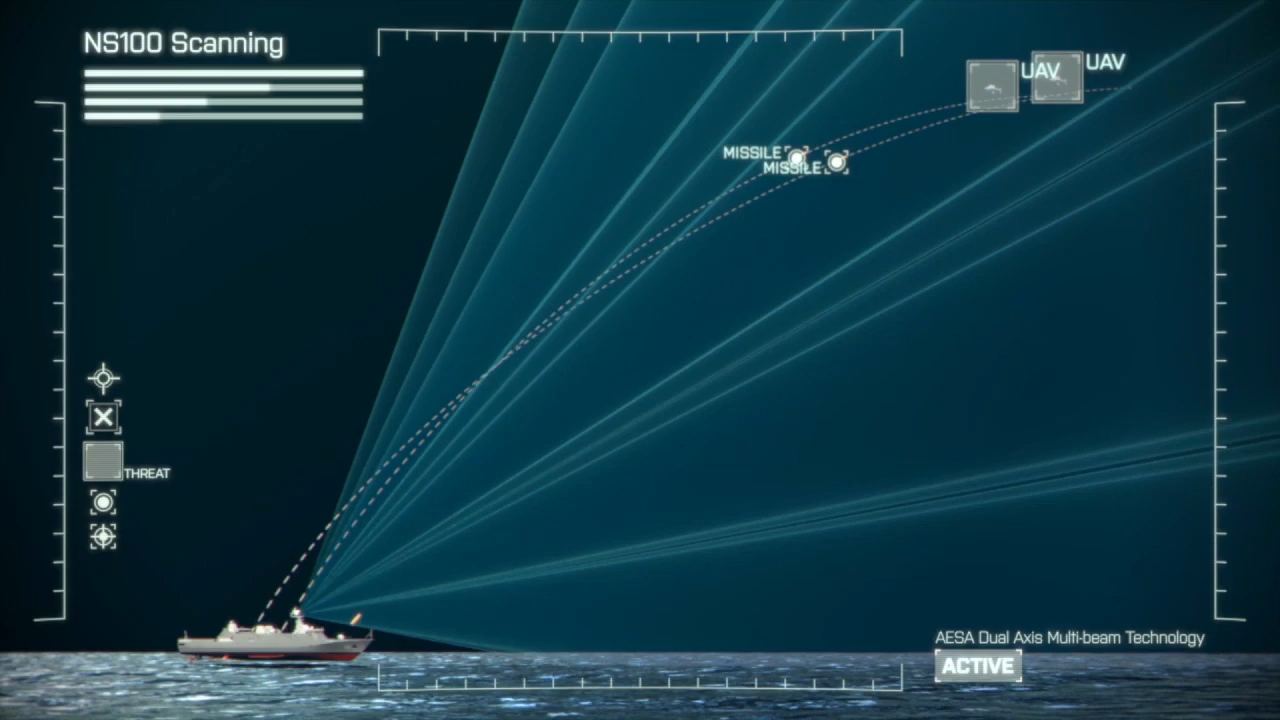 NS100 Scanning
UAV
UAV
MISSILE
MISSILE
THREAT
AESA Dual Axis Multi-beam Technology
ACTIVE